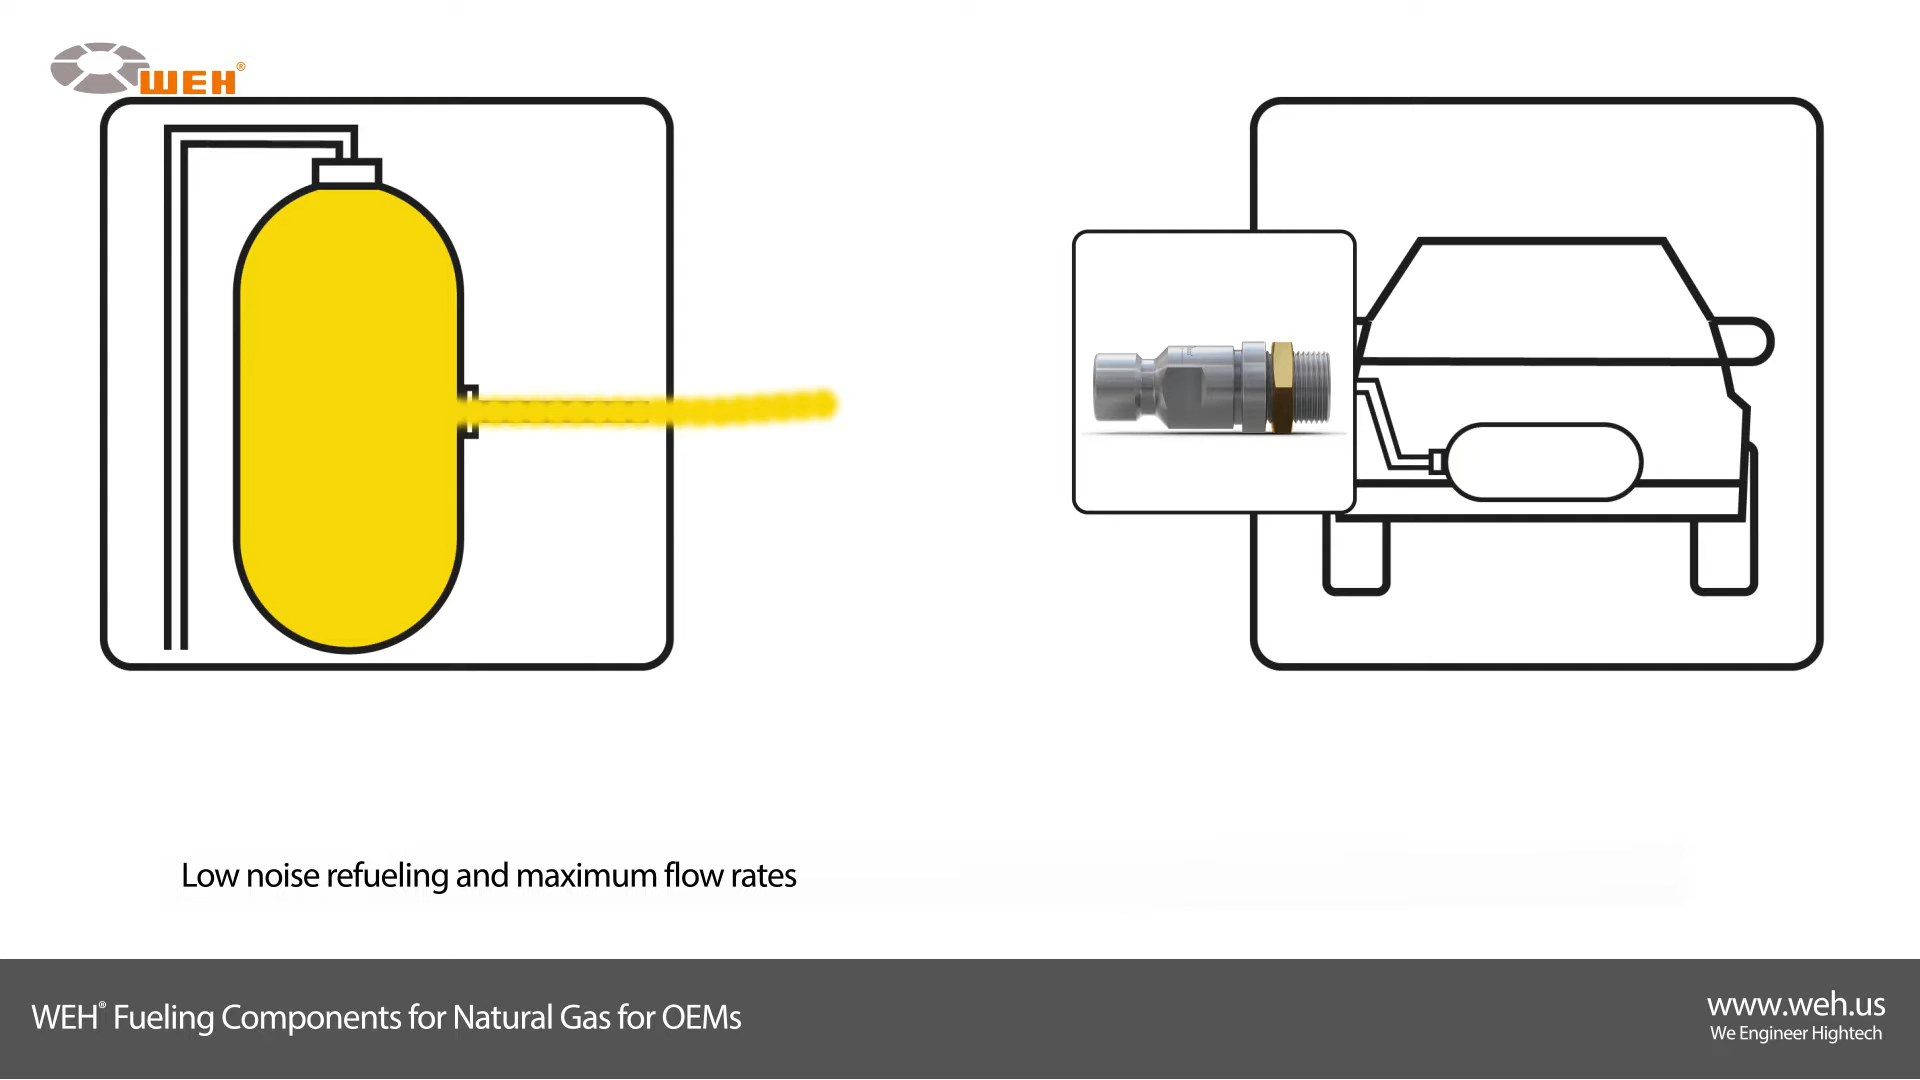 WEH®
Low noise refueling and maximum flow rates
WEH® Fueling Components for Natural Gas for OEMs
www.weh.us
We Engineer Hightech